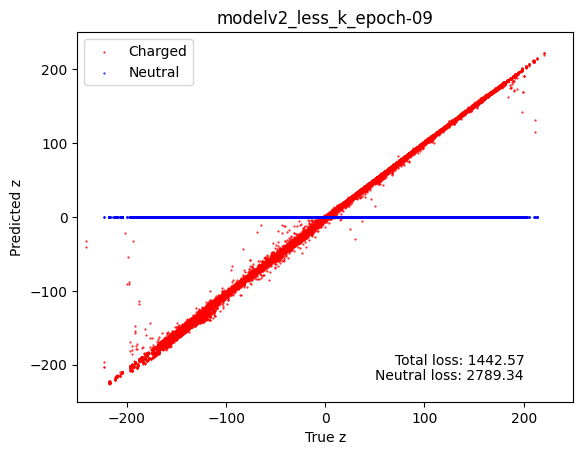 modelv2_less_k_epoch-09
Charged
Neutral
200
100
0
−100
−200
Predicted z
Total loss: 1442.57
Neutral loss: 2789.34
−200
−100
0
100
200
True z